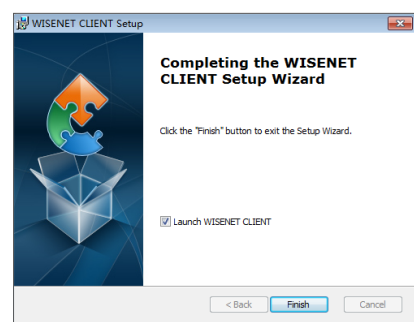 WISENET CLIENT Setup
Completing the WISENET
CLIENT Setup Wizard
Click the "Finish" button to exit the Setup Wizard.
Launch WISENET CLIENT
< Back Finish Cancel